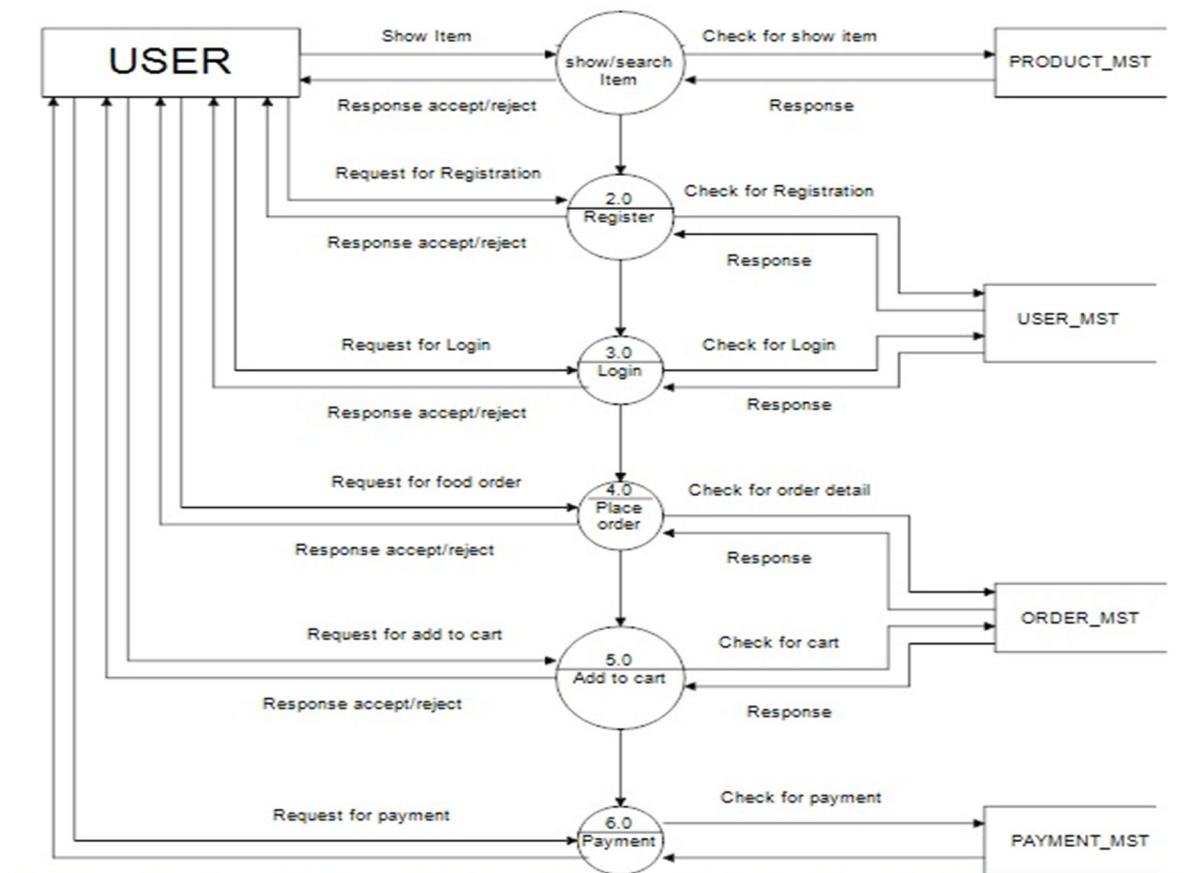 Show Item
Check for show item
USER
show/search
Item
PRODUCT_MST
Response accept/reject
Response
Request for Registration
Check for Registration
2.0
Register
Response accept/reject
Response
USER_MST
Request for Login
Check for Login
3.0
Login
Response accept/reject
Response
Request for food order
Check for order detail
4.0
Place
order
Response accept/reject
Response
ORDER_MST
Request for add to cart
Check for cart
5.0
Add to cart
Response accept/reject
Response
Request for payment
Check for payment
6.0
Payment
PAYMENT_MST